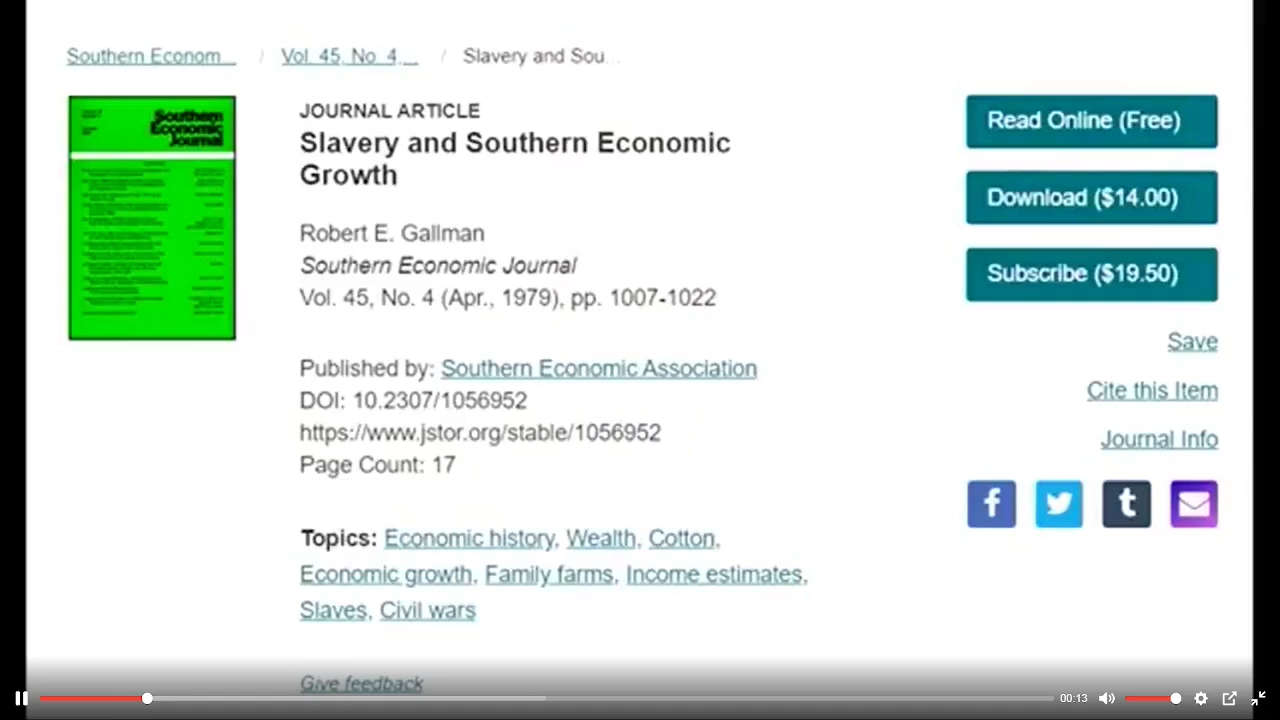 Southern Econom...
/
Vol. 45, No. 4,...
/
Slavery and Sou...
Southern
Economic
Journal
JOURNAL ARTICLE
Slavery and Southern Economic
Growth
Robert E. Gallman
Southern Economic Journal
Vol. 45, No. 4 (Apr., 1979), pp. 1007-1022
Published by: Southern Economic Association
DOI: 10.2307/1056952
https://www.jstor.org/stable/1056952
Page Count: 17
Topics: Economic history, Wealth, Cotton,
Economic growth, Family farms, Income estimates,
Slaves, Civil wars
Give feedback
Read Online (Free)
Download ($14.00)
Subscribe ($19.50)
Save
Cite this Item
Journal Info
00:13